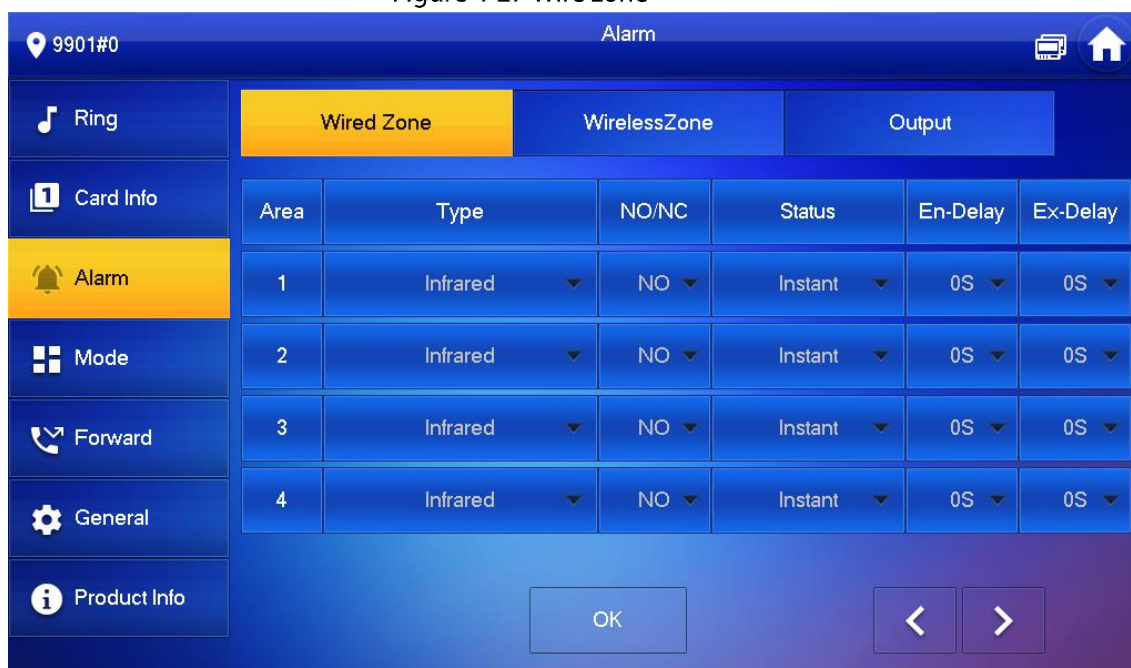 9901#0 Alarm
Ring
Card Info
Alarm
Mode
Forward
General
Product Info
Wired Zone WirelessZone Output
Area Type NO/NC Status En-Delay Ex-Delay
1 Infrared NO Instant 0S 0S
2 Infrared NO Instant 0S 0S
3 Infrared NO Instant 0S 0S
4 Infrared NO Instant 0S 0S
OK